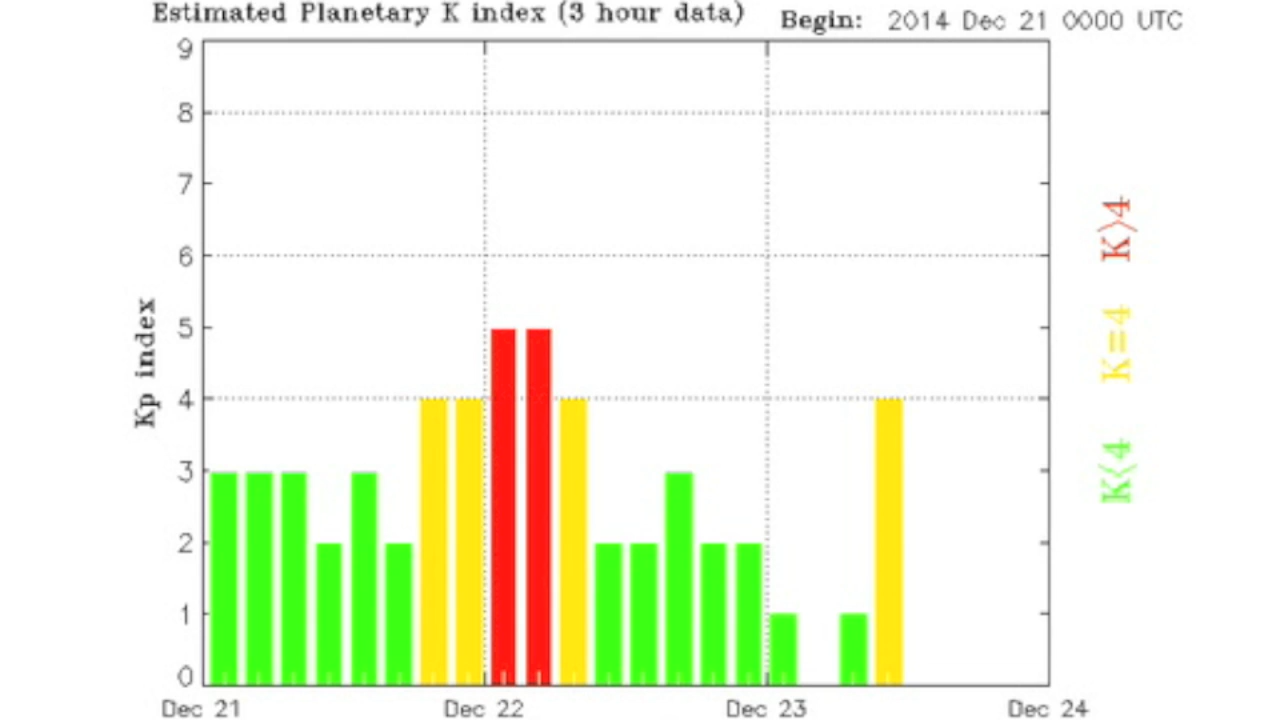 Estimated Planetary K index (3 hour data)
Begin: 2014 Dec 21 0000 UTC
9
8
7
6
5
4
3
2
1
0
Kp index
Dec 21
Dec 22
Dec 23
Dec 24
K>4
K=4
K<4